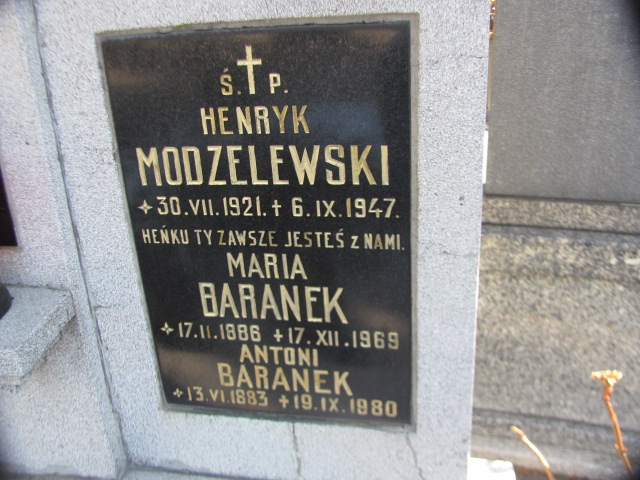 Ś. P.
HENRYK
MODZELEWSKI
30.VII.1921. † 6.IX.1947.
HEŃKU TY ZAWSZE JESTEŚ z NAMI.
MARIA
BARANEK
17.II.1886 † 17.XII.1969
ANTONI
BARANEK
13.VI.1883 † 19.IX.1980